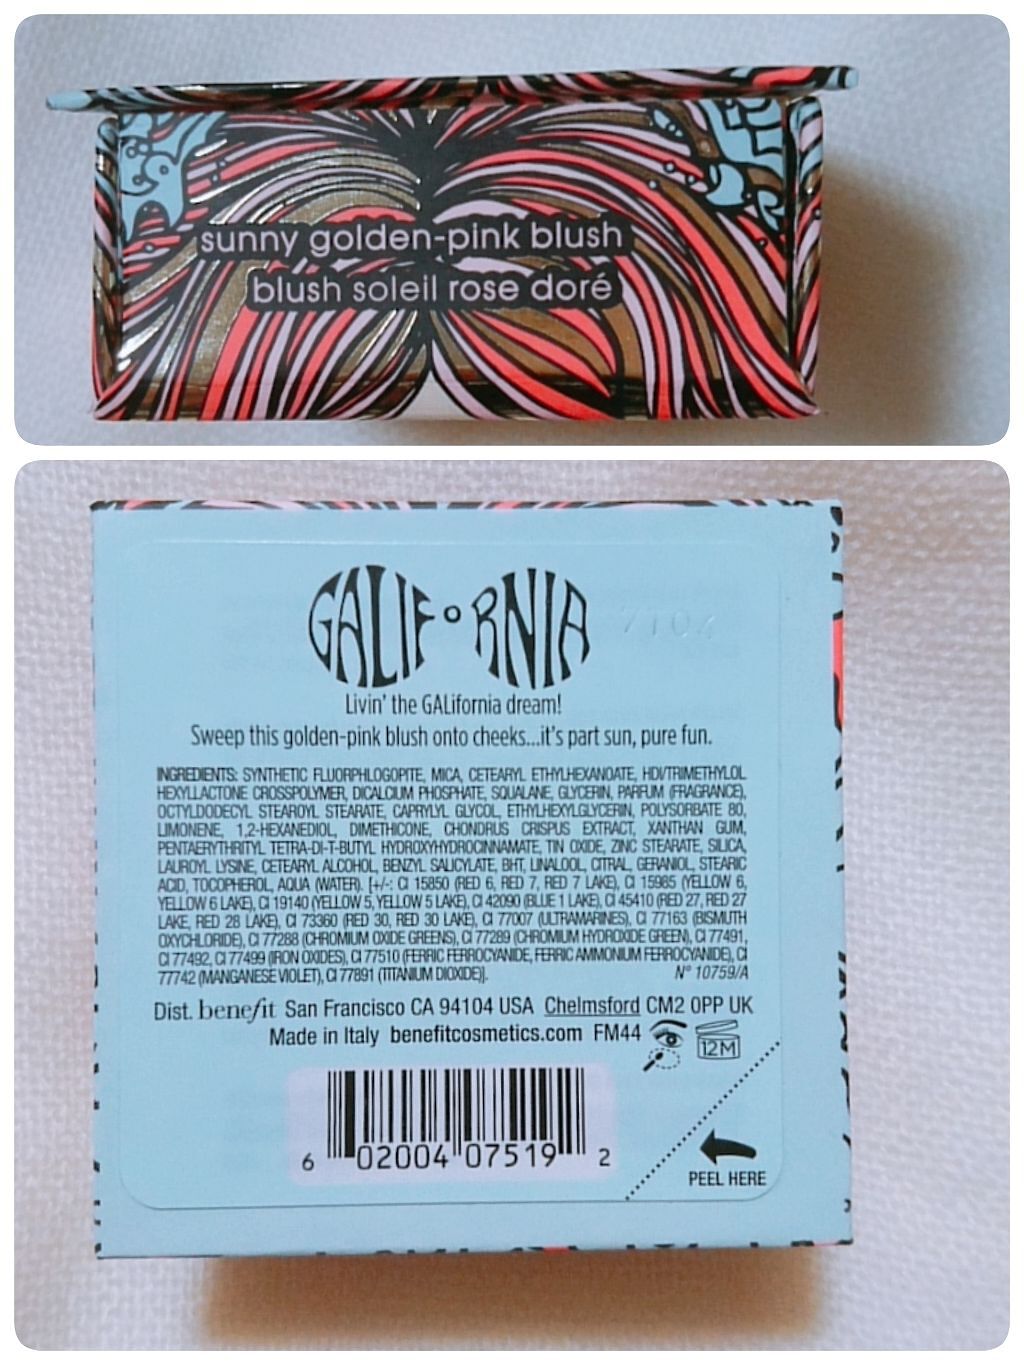 sunny golden-pink blush
blush soleil rose doré
GALIFORNIA
Livin' the GALifornia dream!
Sweep this golden-pink blush onto cheeks...it's part sun, pure fun.
INGREDIENTS: SYNTHETIC FLUORPHLOGOPITE, MICA, CETEARYL ETHYLHEXANOATE, HDI/TRIMETHYLOL
HEXYLLACTONE CROSSPOLYMER, DICALCIUM PHOSPHATE, SQUALANE, GLYCERIN, PARFUM (FRAGRANCE),
OCTYLDODECYL STEAROYL STEARATE, CAPRYLYL GLYCOL, ETHYLHEXYLGLYCERIN, POLYSORBATE 80,
LIMONENE, 1,2-HEXANEDIOL, DIMETHICONE, CHONDRUS CRISPUS EXTRACT, XANTHAN GUM,
PENTAERYTHRITYL TETRA-DI-T-BUTYL HYDROXYHYDROCINNAMATE, TIN OXIDE, ZINC STEARATE, SILICA,
LAUROYL LYSINE, CETEARYL ALCOHOL, BENZYL SALICYLATE, BHT, LINALOOL, CITRAL, GERANIOL, STEARIC
ACID, TOCOPHEROL, AQUA (WATER). [+/-: CI 15850 (RED 6, RED 7, RED 7 LAKE), CI 15985 (YELLOW 6,
YELLOW 6 LAKE), CI 19140 (YELLOW 5, YELLOW 5 LAKE), CI 42090 (BLUE 1 LAKE), CI 45410 (RED 27, RED 27
LAKE, RED 28 LAKE), CI 73360 (RED 30, RED 30 LAKE), CI 77007 (ULTRAMARINES), CI 77163 (BISMUTH
OXYCHLORIDE), CI 77288 (CHROMIUM OXIDE GREENS), CI 77289 (CHROMIUM HYDROXIDE GREEN), CI 77491,
CI 77492, CI 77499 (IRON OXIDES), CI 77510 (FERRIC FERROCYANIDE, FERRIC AMMONIUM FERROCYANIDE), CI
77742 (MANGANESE VIOLET), CI 77891 (TITANIUM DIOXIDE)]. N° 10759/A
Dist. benefit San Francisco CA 94104 USA Chelmsford CM2 0PP UK
Made in Italy benefitcosmetics.com FM44 12M
6 02004 07519 2
PEEL HERE